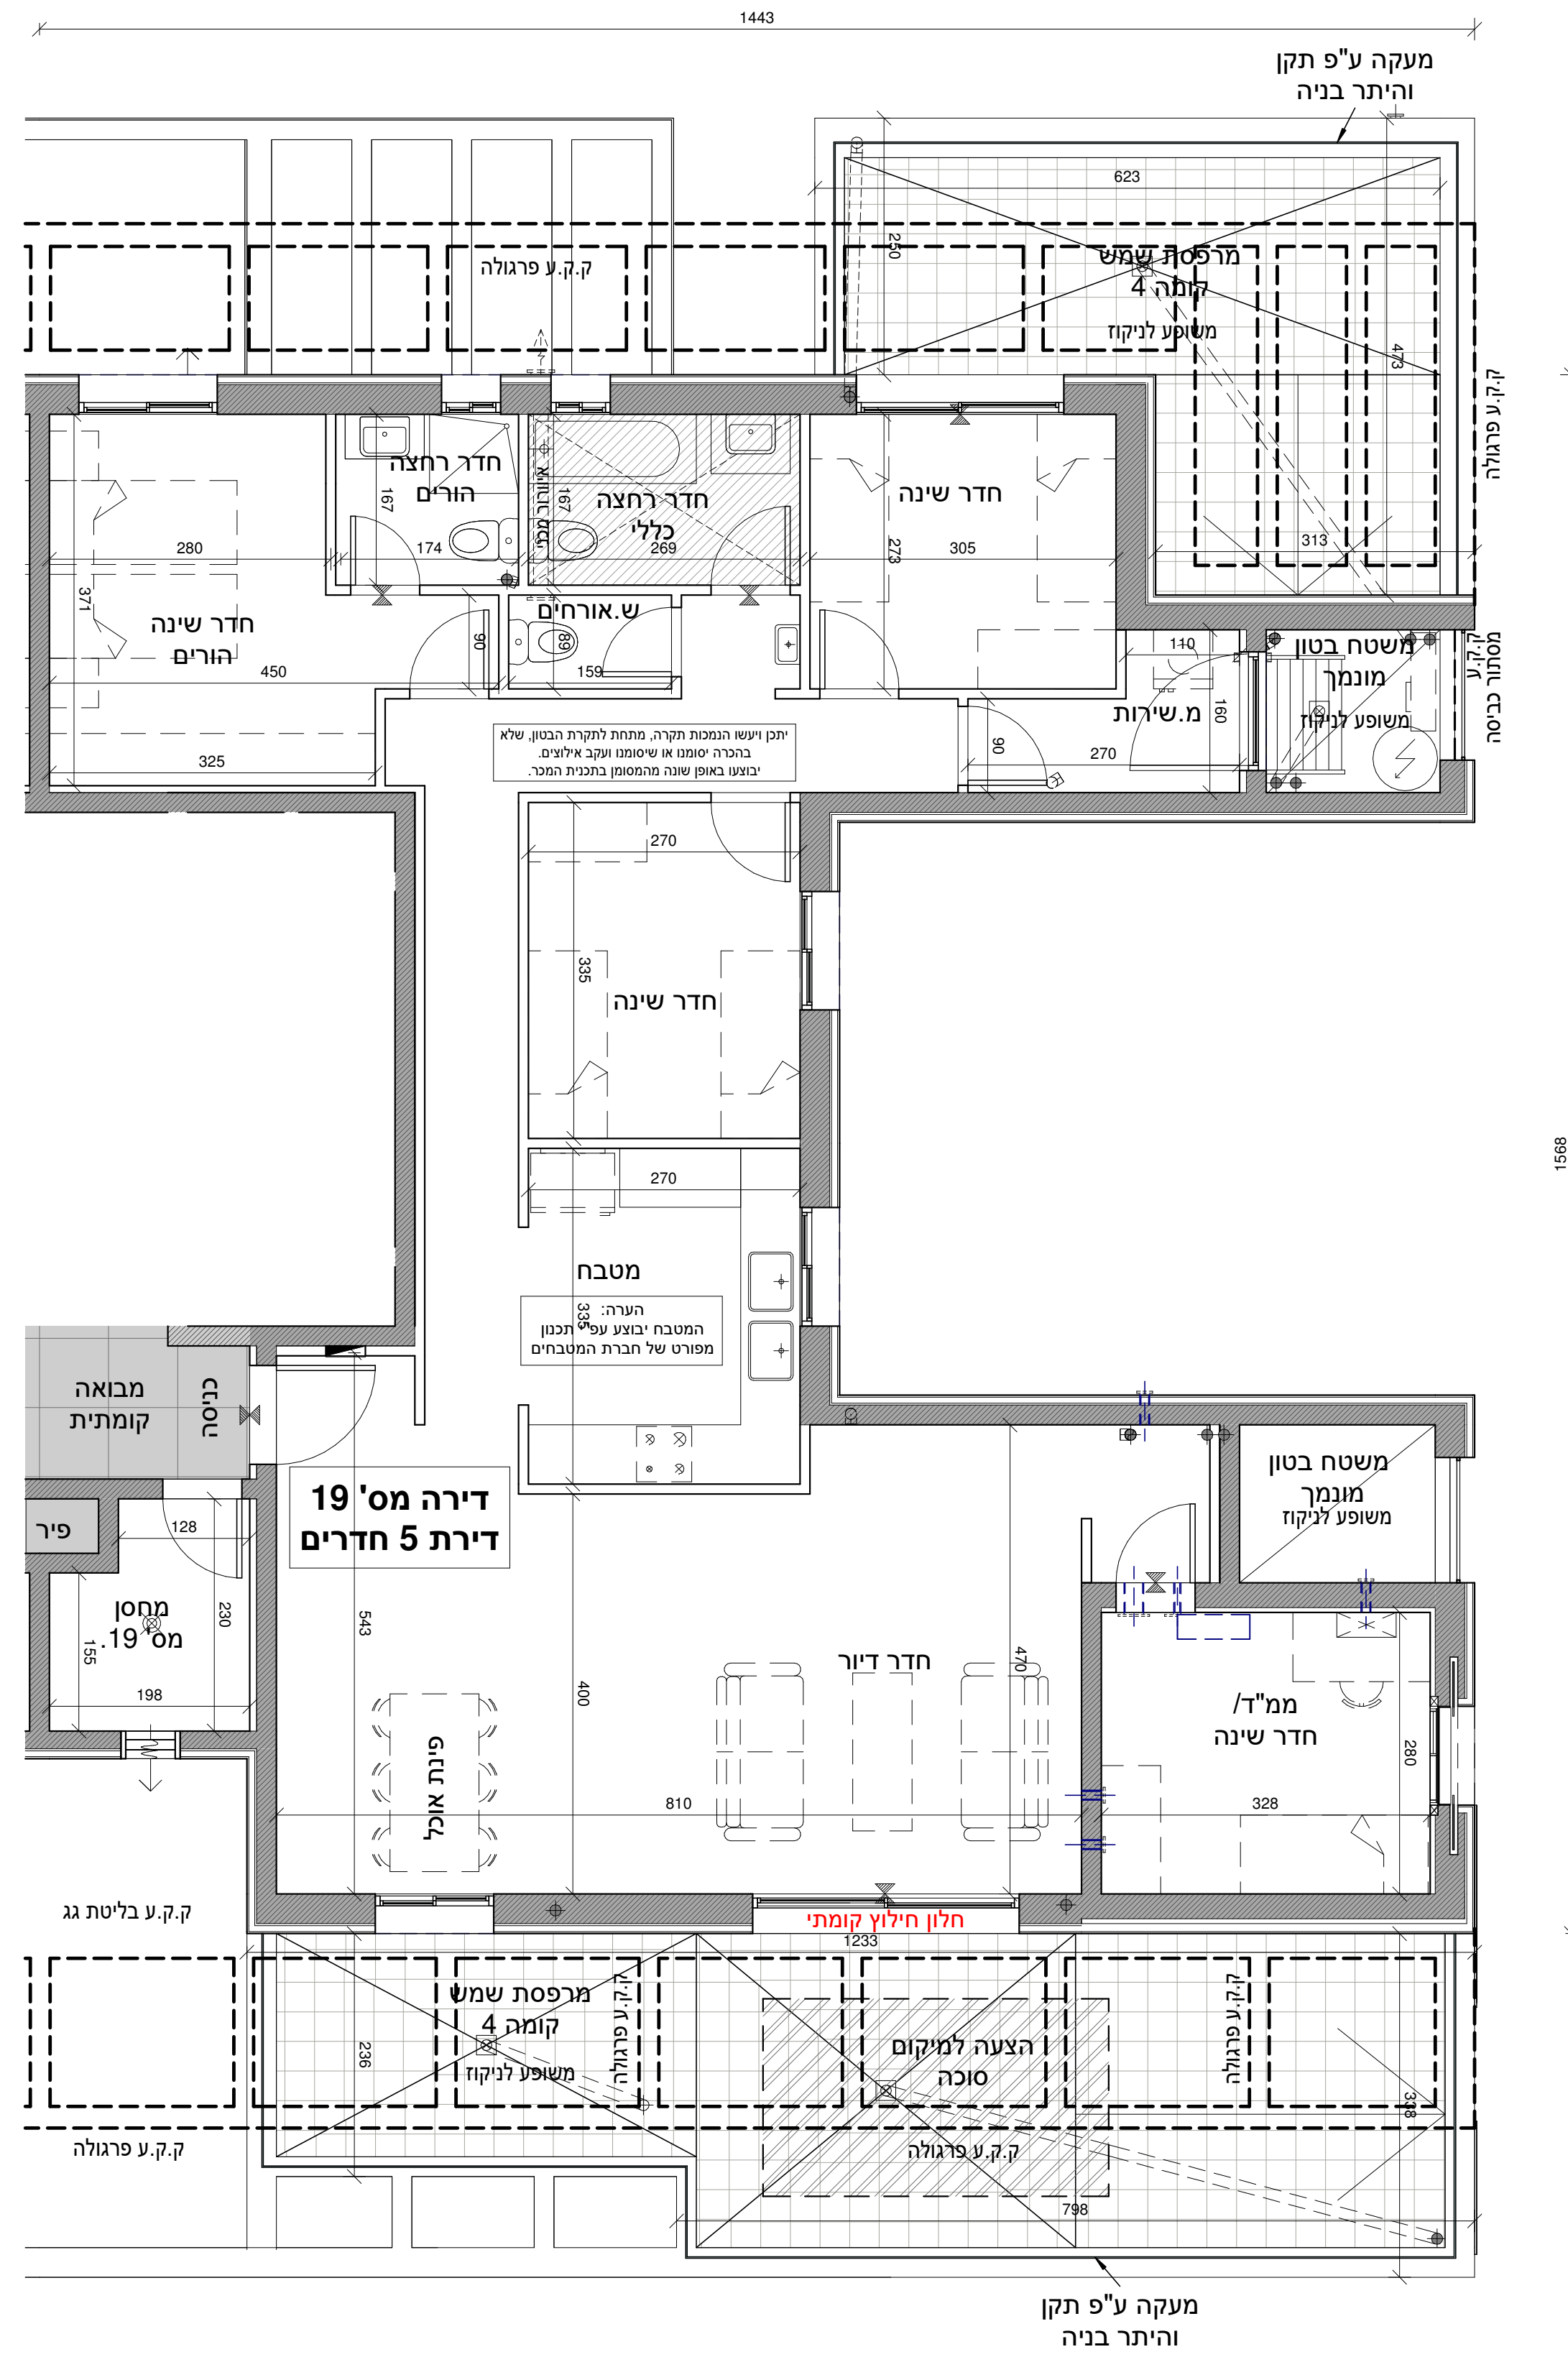 1443
מעקה ע"פ תקן
והיתר בניה
623
250
מרפסת שמש
קומה 4
משופע לניקוז
473
ק.ק.ע פרגולה
ק.ק.ע פרגולה
חדר רחצה
הורים
167
174
איוורור מכני
167
חדר רחצה
כללי
269
חדר שינה
273
305
313
280
371
חדר שינה
הורים
450
325
90
ש.אורחים
89
159
110
משטח בטון
מונמך
משופע לניקוז
ק.ק.ע
מסתור כביסה
מ.שירות
160
90
270
יתכן ויעשו הנמכות תקרה, מתחת לתקרת הבטון, שלא
בהכרה יסומנו או שיסומנו ועקב אילוצים.
יבוצעו באופן שונה מהמסומן בתכנית המכר.
270
335
חדר שינה
1568
270
מטבח
335
הערה:
המטבח יבוצע עפ"י תכנון
מפורט של חברת המטבחים
מבואה
קומתית
כניסה
דירה מס' 19
דירת 5 חדרים
פיר
128
מחסן
מס' 19.
230
155
198
543
400
חדר דיור
470
פינת אוכל
810
משטח בטון
מונמך
משופע לניקוז
ממ"ד/
חדר שינה
280
328
חלון חילוץ קומתי
1233
ק.ק.ע בליטת גג
מרפסת שמש
קומה 4
משופע לניקוז
236
ק.ק.ע פרגולה
הצעה למיקום
סוכה
ק.ק.ע פרגולה
ק.ק.ע פרגולה
338
ק.ק.ע פרגולה
798
מעקה ע"פ תקן
והיתר בניה